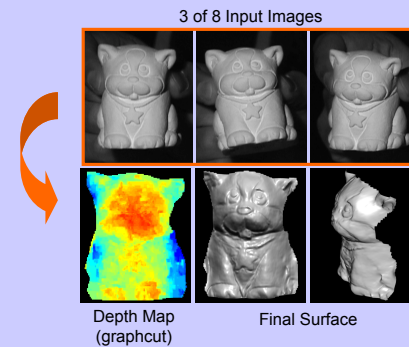 3 of 8 Input Images
Depth Map
(graphcut)
Final Surface